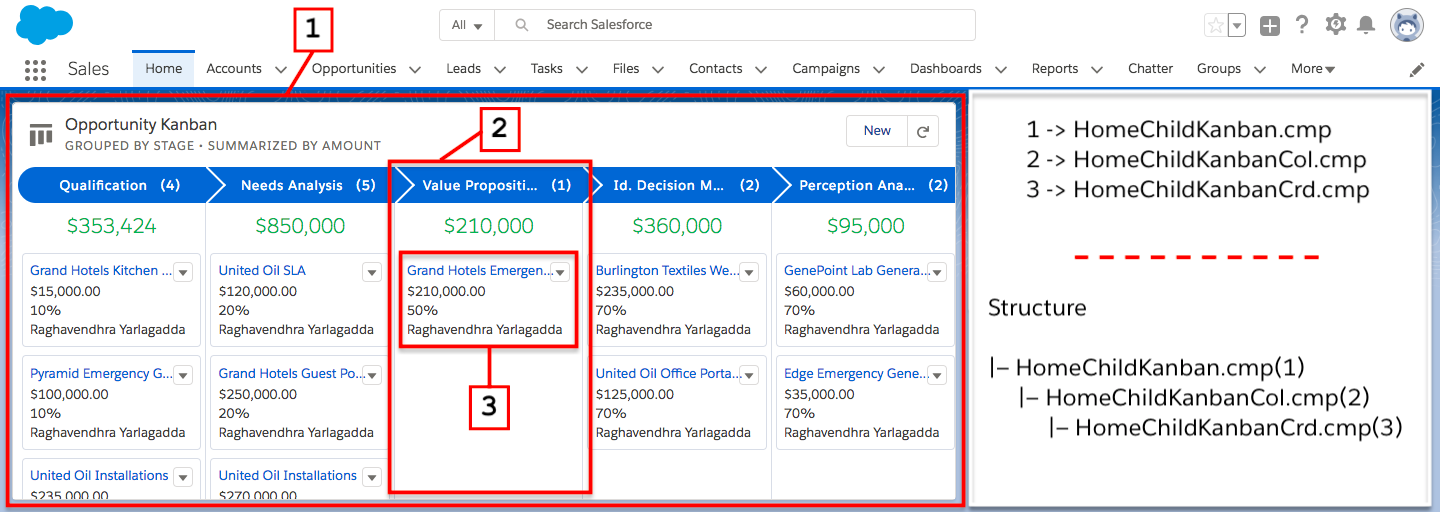 1
All
Search Salesforce
Sales
Home
Accounts
Opportunities
Leads
Tasks
Files
Contacts
Campaigns
Dashboards
Reports
Chatter
Groups
More
Opportunity Kanban
GROUPED BY STAGE • SUMMARIZED BY AMOUNT
2
New
Qualification (4)
Needs Analysis (5)
Value Propositi... (1)
Id. Decision M... (2)
Perception Ana... (2)
$353,424
$850,000
$210,000
$360,000
$95,000
Grand Hotels Kitchen ...
$15,000.00
10%
Raghavendhra Yarlagadda
United Oil SLA
$120,000.00
20%
Raghavendhra Yarlagadda
Grand Hotels Emergen...
$210,000.00
50%
Raghavendhra Yarlagadda
Burlington Textiles We...
$235,000.00
70%
Raghavendhra Yarlagadda
GenePoint Lab Genera...
$60,000.00
70%
Raghavendhra Yarlagadda
Pyramid Emergency G...
$100,000.00
10%
Raghavendhra Yarlagadda
Grand Hotels Guest Po...
$250,000.00
20%
Raghavendhra Yarlagadda
3
United Oil Office Porta...
$125,000.00
70%
Raghavendhra Yarlagadda
Edge Emergency Gene...
$35,000.00
70%
Raghavendhra Yarlagadda
United Oil Installations
$235,000.00
United Oil Installations
$270,000.00
1 -> HomeChildKanban.cmp
2 -> HomeChildKanbanCol.cmp
3 -> HomeChildKanbanCrd.cmp
Structure
|– HomeChildKanban.cmp(1)
|– HomeChildKanbanCol.cmp(2)
|– HomeChildKanbanCrd.cmp(3)